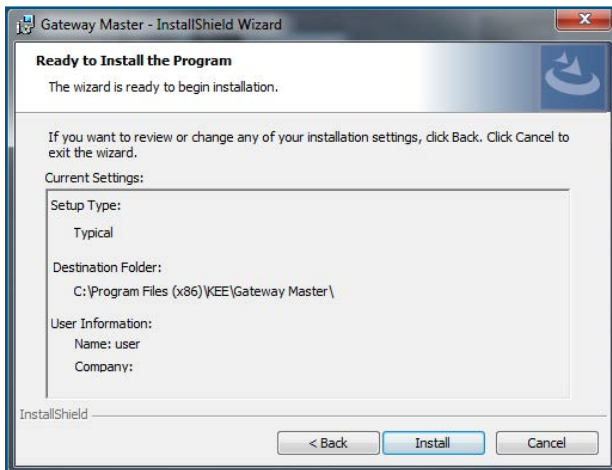 Gateway Master - InstallShield Wizard
Ready to Install the Program
The wizard is ready to begin installation.
If you want to review or change any of your installation settings, click Back. Click Cancel to
exit the wizard.
Current Settings:
Setup Type:
Typical
Destination Folder:
C:\Program Files (x86)\KEE\Gateway Master\
User Information:
Name: user
Company:
InstallShield
< Back
Install
Cancel